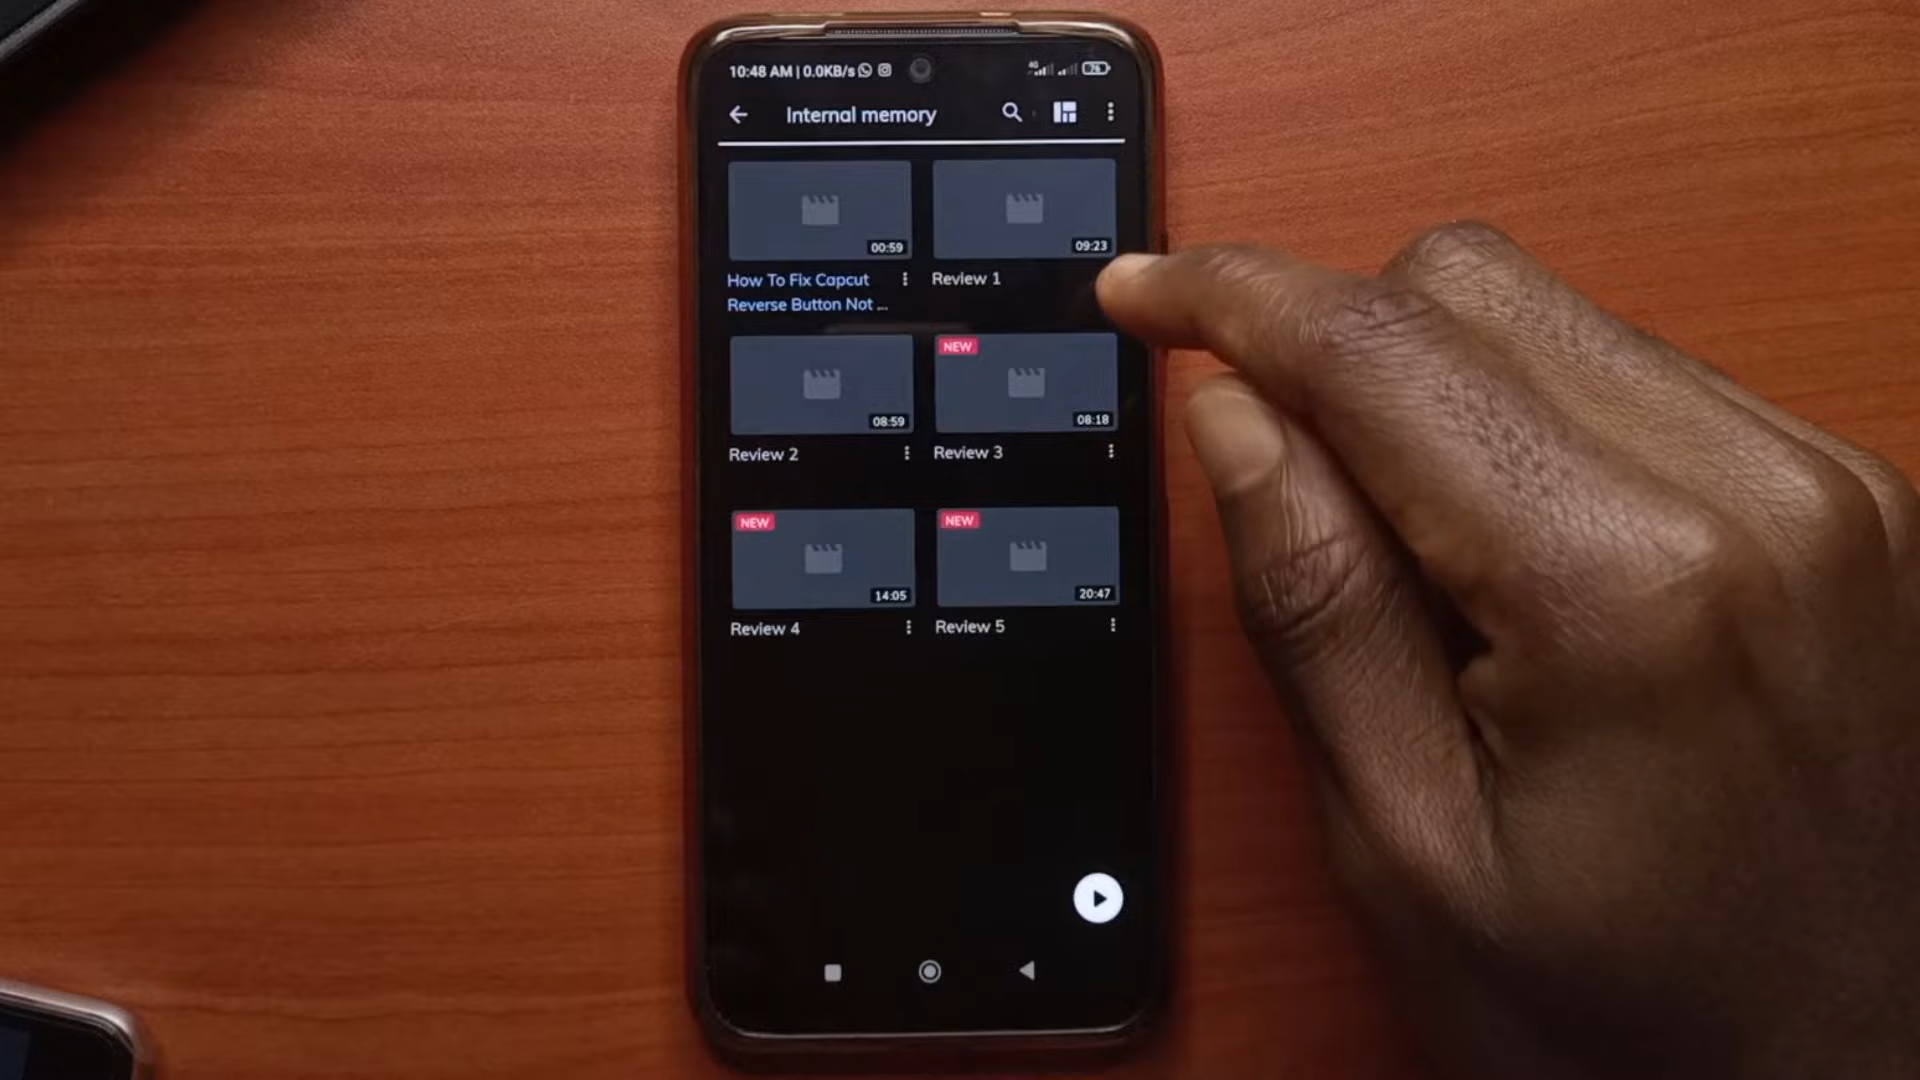 10:48 AM | 0.0KB/s
4G
76
Internal memory
00:59
09:23
How To Fix Capcut
Reverse Button Not ...
Review 1
NEW
08:59
08:18
Review 2
Review 3
NEW
NEW
14:05
20:47
Review 4
Review 5